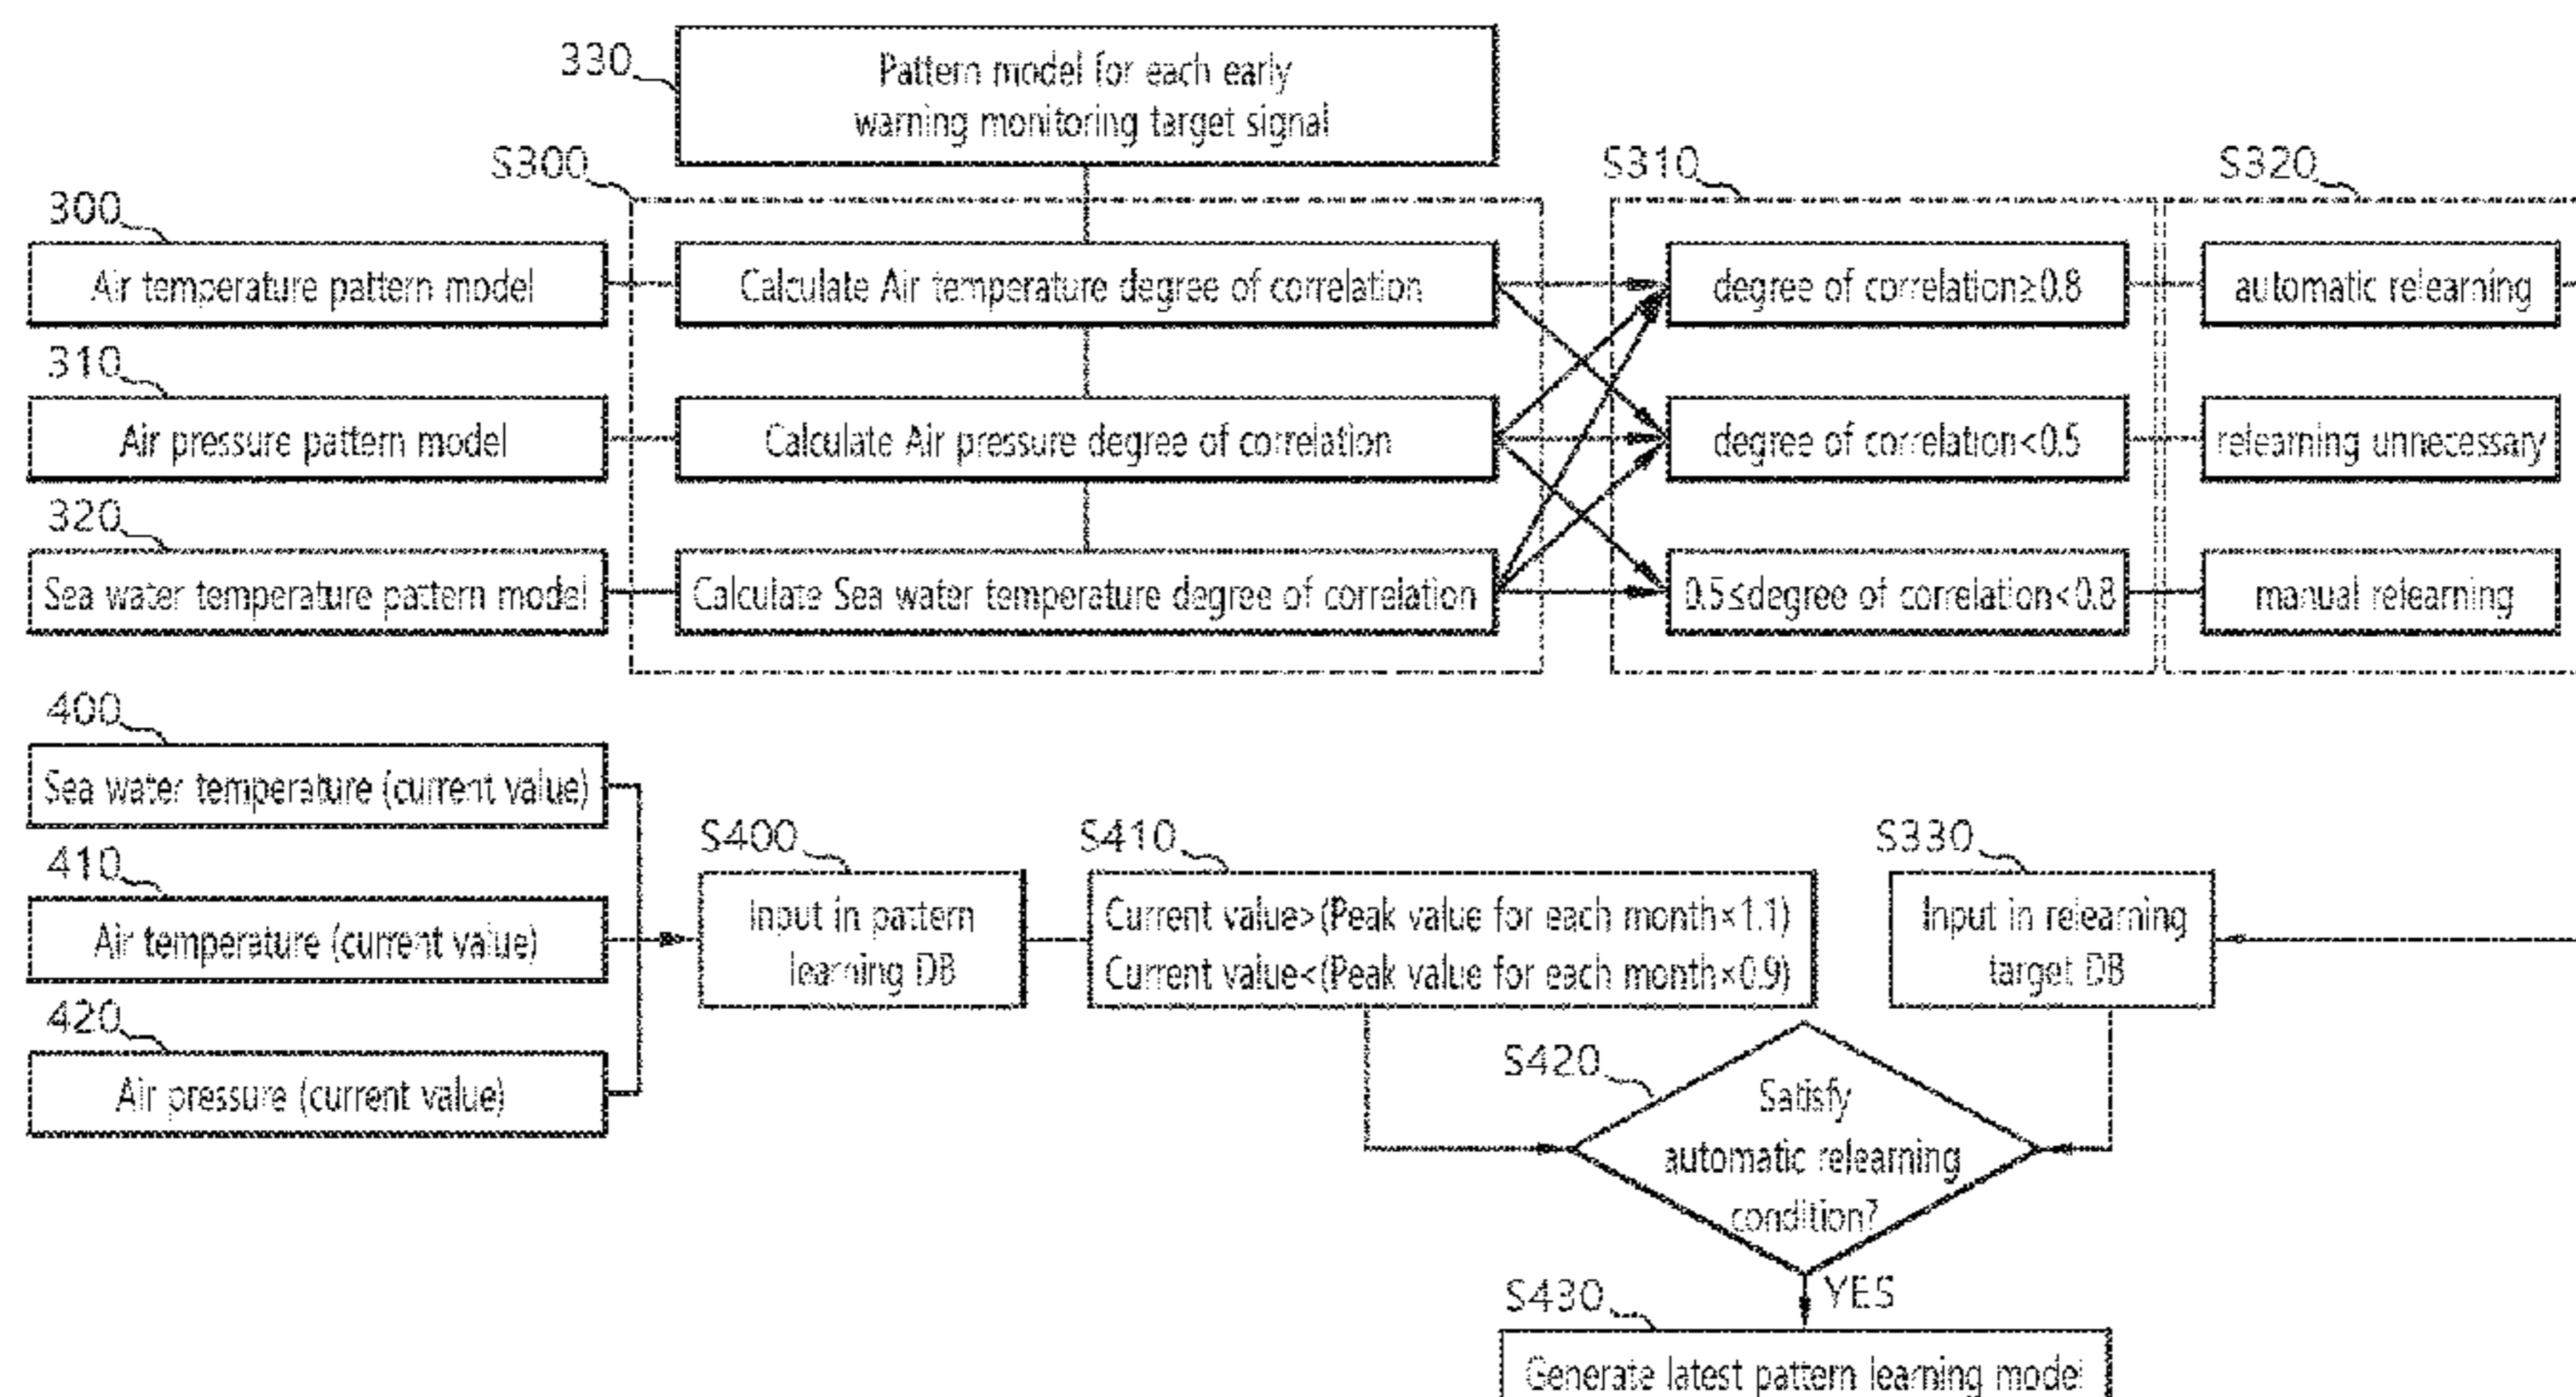 330
Pattern model for each early
warning monitoring target signal
S300
S310
S320
300
Air temperature pattern model
Calculate Air temperature degree of correlation
degree of correlation≥0.8
automatic relearning
310
Air pressure pattern model
Calculate Air pressure degree of correlation
degree of correlation<0.5
relearning unnecessary
320
Sea water temperature pattern model
Calculate Sea water temperature degree of correlation
0.5≤degree of correlation<0.8
manual relearning
400
Sea water temperature (current value)
410
Air temperature (current value)
420
Air pressure (current value)
S400
Input in pattern
learning DB
S410
Current value>(Peak value for each month×1.1)
Current value<(Peak value for each month×0.9)
S330
Input in relearning
target DB
S420
Satisfy
automatic relearning
condition?
YES
S430
Generate latest pattern learning model